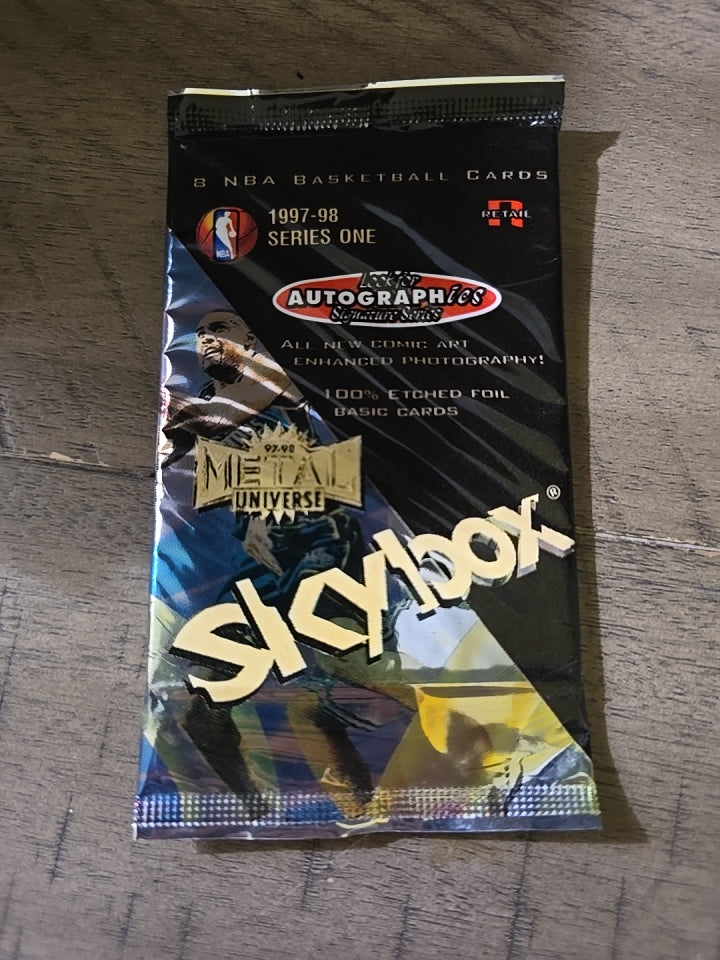 8 NBA BASKETBALL CARDS
1997-98
SERIES ONE
NBA
R
RETAIL
Look for
AUTOGRAPHics
Signature Series
ALL NEW COMIC ART
ENHANCED PHOTOGRAPHY!
100% ETCHED FOIL
BASIC CARDS
97-98
METAL
UNIVERSE
skybox®